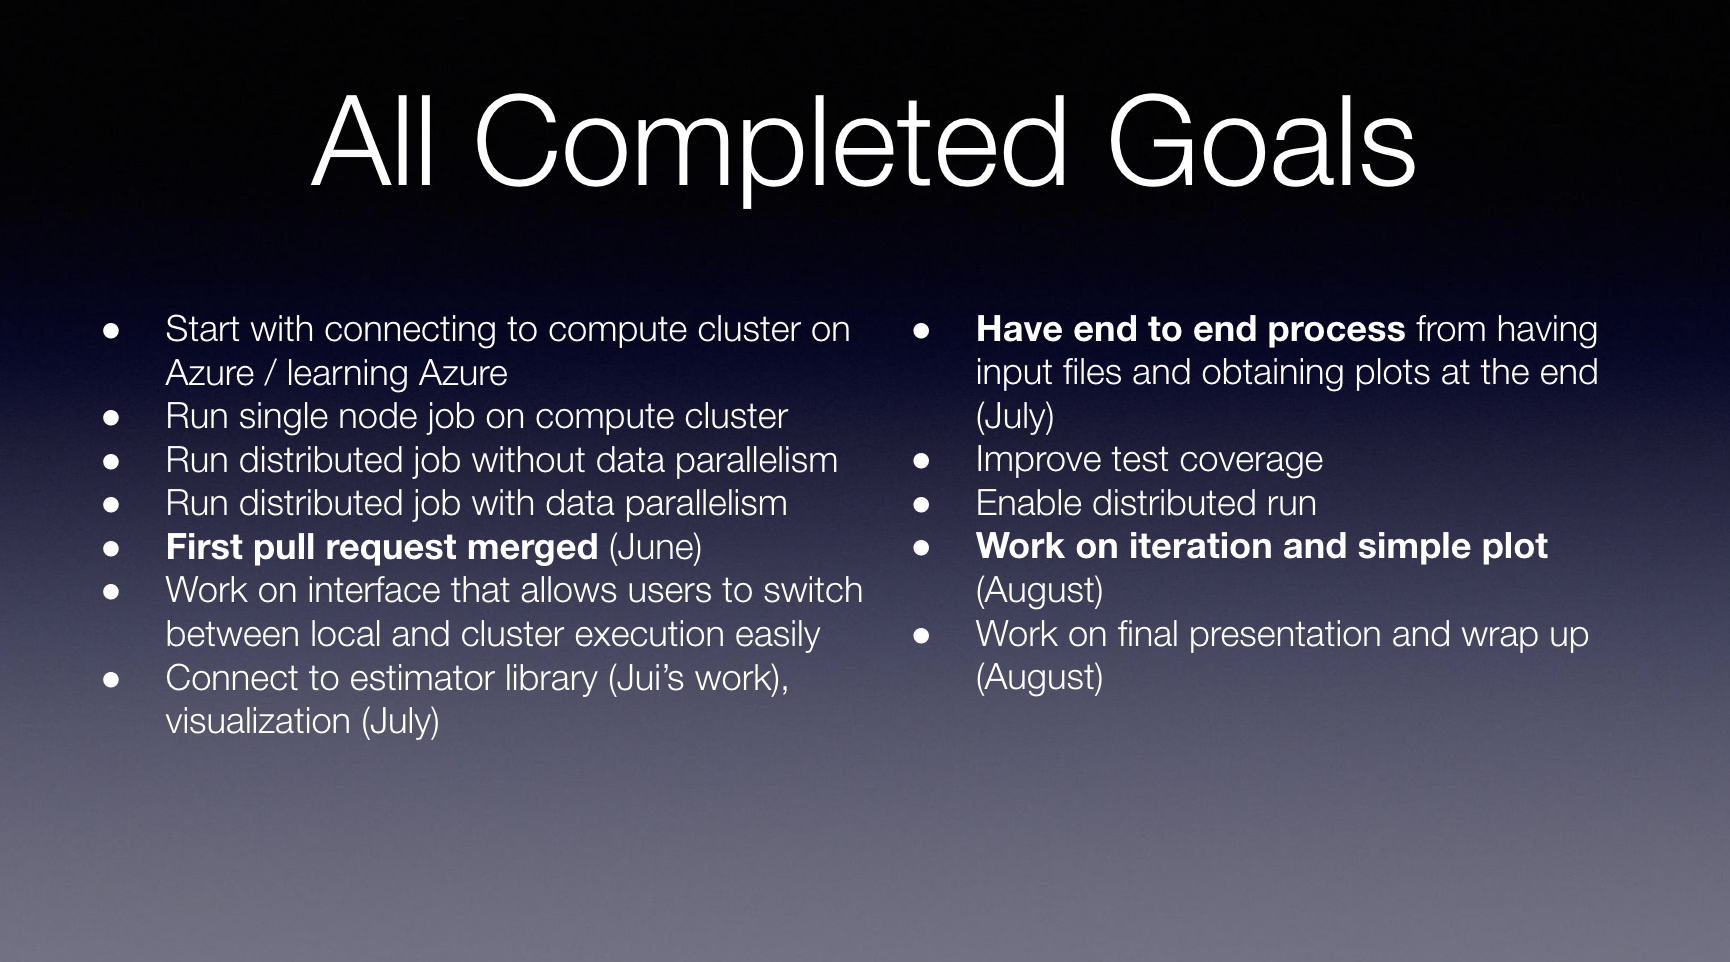 All Completed Goals
● Start with connecting to compute cluster on
Azure / learning Azure
● Run single node job on compute cluster
● Run distributed job without data parallelism
● Run distributed job with data parallelism
● First pull request merged (June)
● Work on interface that allows users to switch
between local and cluster execution easily
● Connect to estimator library (Jui’s work),
visualization (July)
● Have end to end process from having
input files and obtaining plots at the end
(July)
● Improve test coverage
● Enable distributed run
● Work on iteration and simple plot
(August)
● Work on final presentation and wrap up
(August)